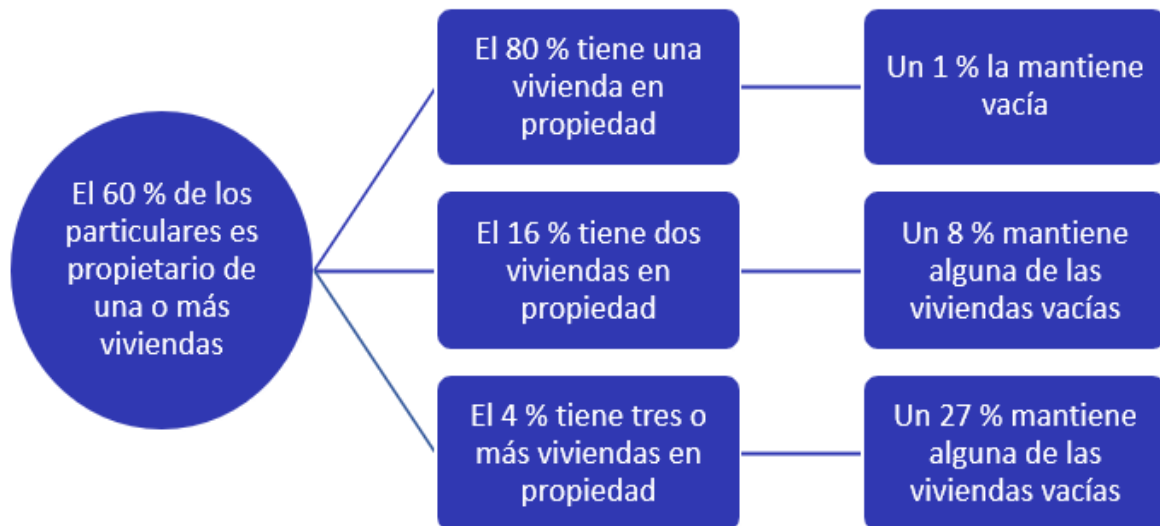 El 60 % de los
particulares es
propietario de
una o más
viviendas
El 80 % tiene una
vivienda en
propiedad
Un 1 % la mantiene
vacía
El 16 % tiene dos
viviendas en
propiedad
Un 8 % mantiene
alguna de las
viviendas vacías
El 4 % tiene tres o
más viviendas en
propiedad
Un 27 % mantiene
alguna de las
viviendas vacías